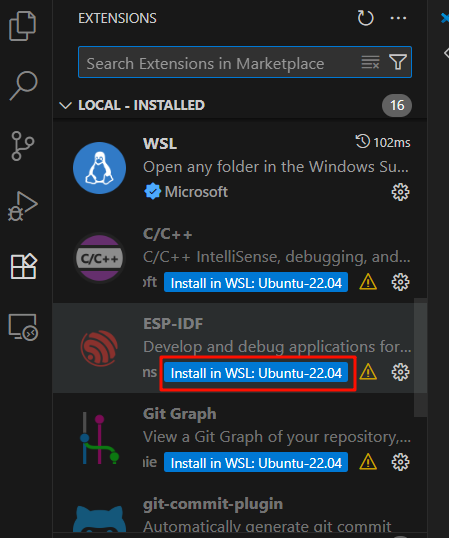 EXTENSIONS
Search Extensions in Marketplace
LOCAL - INSTALLED 16
WSL 102ms
Open any folder in the Windows Su...
Microsoft
C/C++
C/C++
C/C++ IntelliSense, debugging, and...
oft Install in WSL: Ubuntu-22.04
ESP-IDF
Develop and debug applications for...
ns Install in WSL: Ubuntu-22.04
Git Graph
View a Git Graph of your repository,...
nie Install in WSL: Ubuntu-22.04
git-commit-plugin
Automatically generate git commit